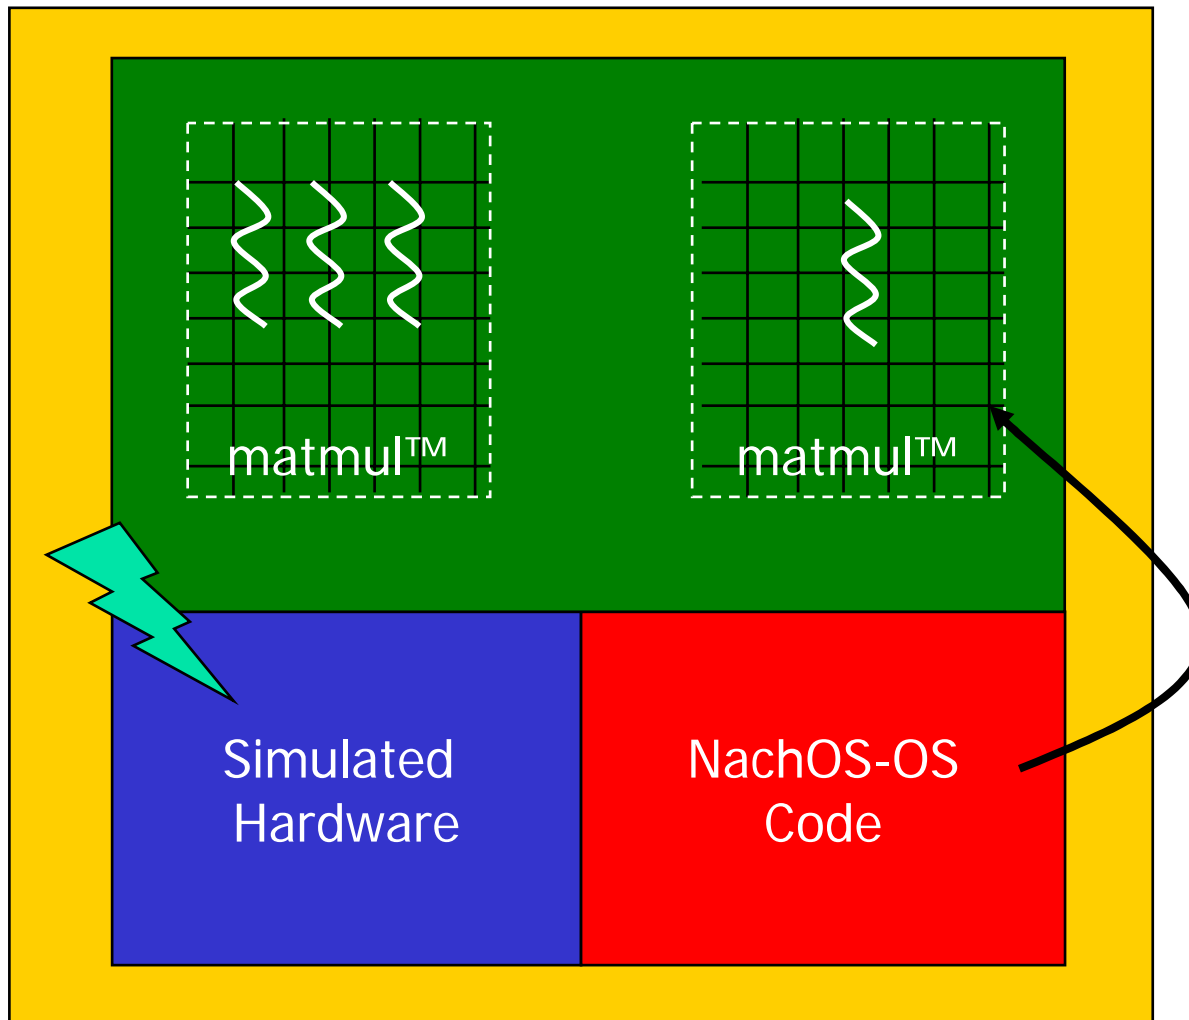 matmul™
matmul™
Simulated
Hardware
NachOS-OS
Code